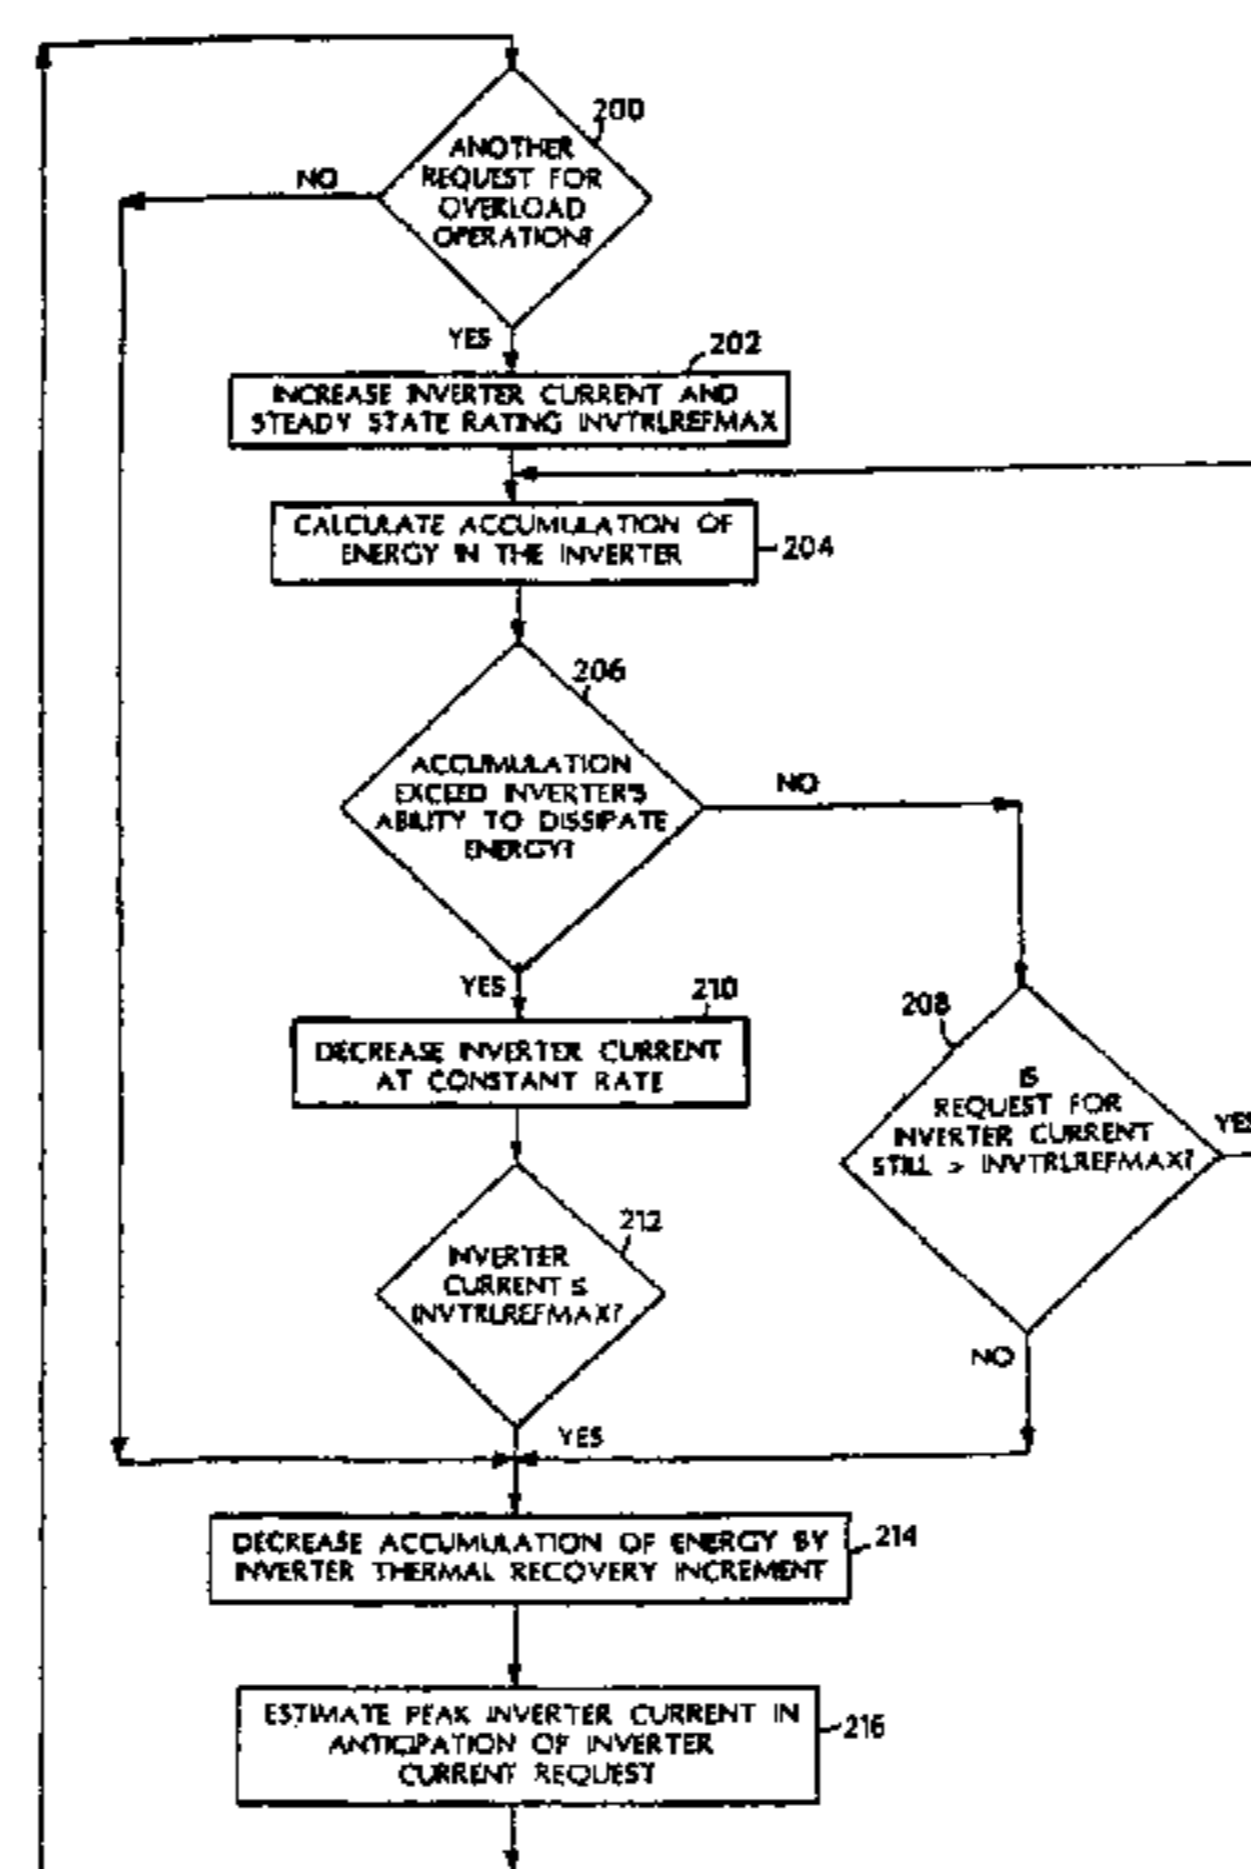 200
ANOTHER
REQUEST FOR
OVERLOAD
OPERATION?
NO
YES
202
INCREASE INVERTER CURRENT AND
STEADY STATE RATING INVTRLREFMAX
CALCULATE ACCUMULATION OF
ENERGY IN THE INVERTER
204
206
ACCUMULATION
EXCEED INVERTER'S
ABILITY TO DISSIPATE
ENERGY?
NO
YES
210
DECREASE INVERTER CURRENT
AT CONSTANT RATE
208
IS
REQUEST FOR
INVERTER CURRENT
STILL > INVTRLREFMAX?
YES
NO
212
INVERTER
CURRENT ≤
INVTRLREFMAX?
YES
DECREASE ACCUMULATION OF ENERGY BY
INVERTER THERMAL RECOVERY INCREMENT
214
ESTIMATE PEAK INVERTER CURRENT IN
ANTICIPATION OF INVERTER
CURRENT REQUEST
216